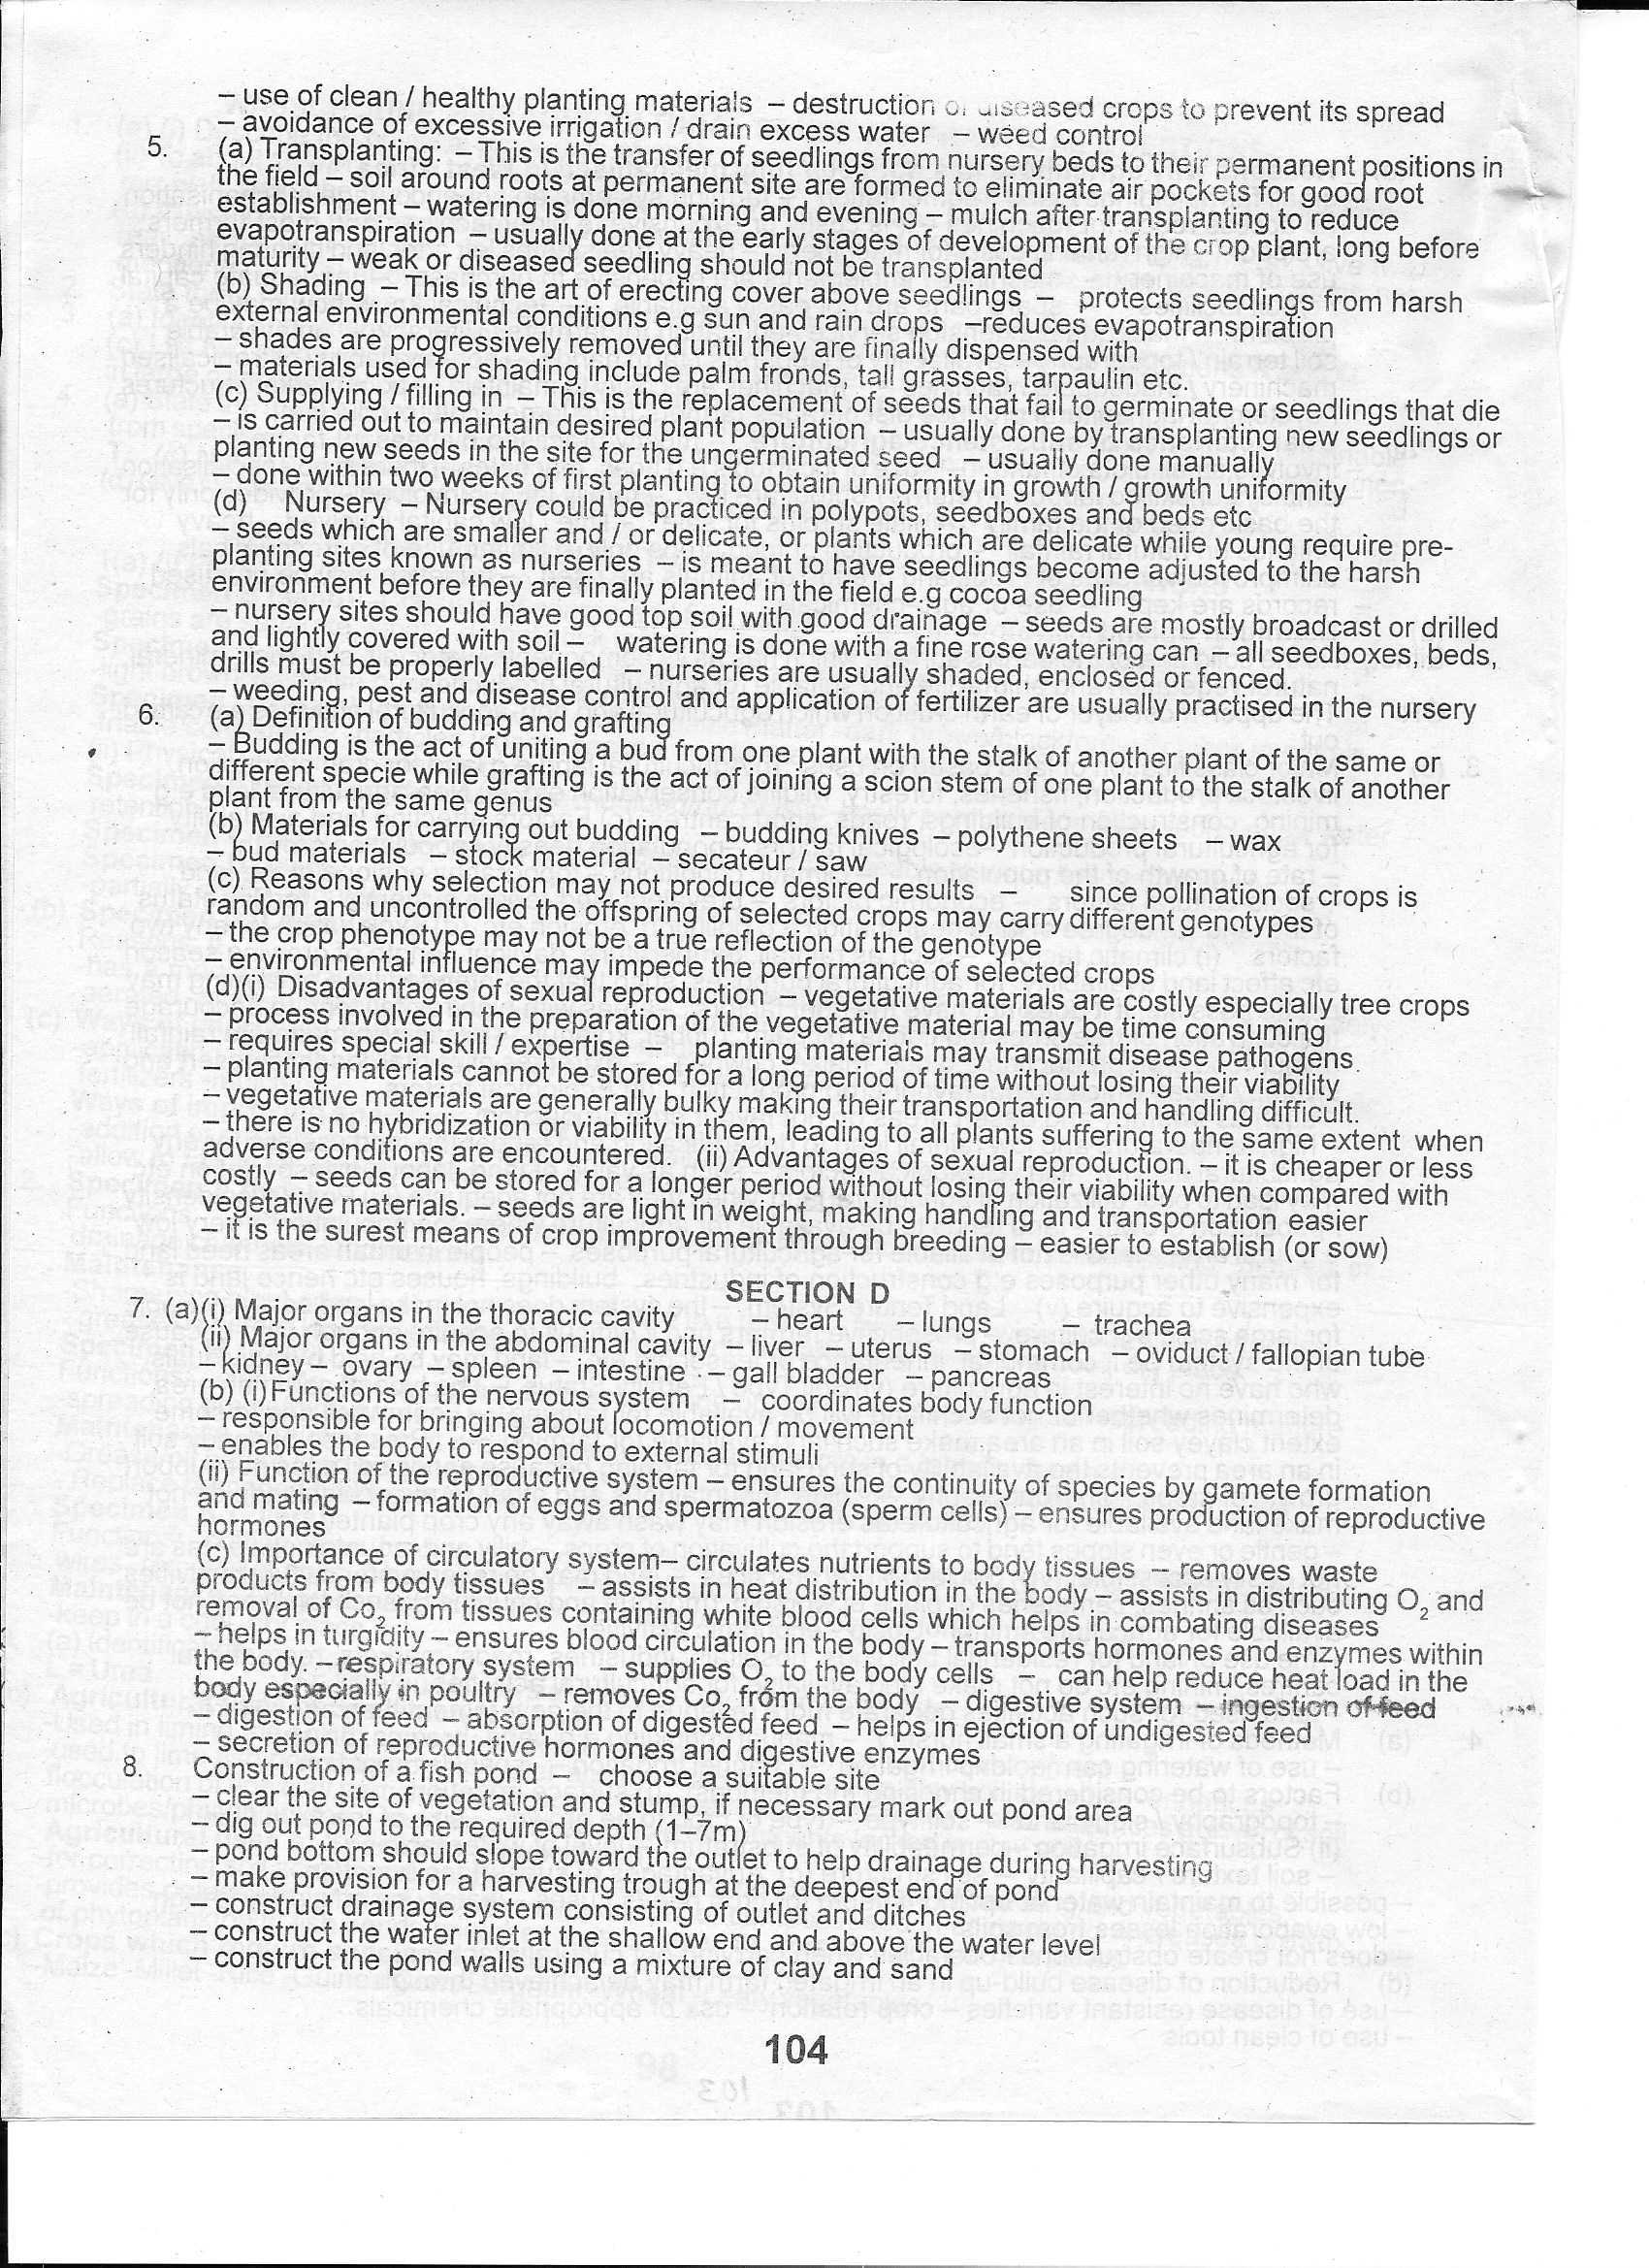 – use of clean / healthy planting materials – destruction of diseased crops to prevent its spread
– avoidance of excessive irrigation / drain excess water – weed control
5. (a) Transplanting: – This is the transfer of seedlings from nursery beds to their permanent positions in
the field – soil around roots at permanent site are formed to eliminate air pockets for good root
establishment – watering is done morning and evening – mulch after transplanting to reduce
evapotranspiration – usually done at the early stages of development of the crop plant, long before
maturity – weak or diseased seedling should not be transplanted
(b) Shading – This is the art of erecting cover above seedlings – protects seedlings from harsh
external environmental conditions e.g sun and rain drops –reduces evapotranspiration
– shades are progressively removed until they are finally dispensed with
– materials used for shading include palm fronds, tall grasses, tarpaulin etc.
(c) Supplying / filling in – This is the replacement of seeds that fail to germinate or seedlings that die
– is carried out to maintain desired plant population – usually done by transplanting new seedlings or
planting new seeds in the site for the ungerminated seed – usually done manually
– done within two weeks of first planting to obtain uniformity in growth / growth uniformity
(d) Nursery – Nursery could be practiced in polypots, seedboxes and beds etc
– seeds which are smaller and / or delicate, or plants which are delicate while young require pre-
planting sites known as nurseries – is meant to have seedlings become adjusted to the harsh
environment before they are finally planted in the field e.g cocoa seedling
– nursery sites should have good top soil with good drainage – seeds are mostly broadcast or drilled
and lightly covered with soil – watering is done with a fine rose watering can – all seedboxes, beds,
drills must be properly labelled – nurseries are usually shaded, enclosed or fenced.
– weeding, pest and disease control and application of fertilizer are usually practised in the nursery
6. (a) Definition of budding and grafting
– Budding is the act of uniting a bud from one plant with the stalk of another plant of the same or
different specie while grafting is the act of joining a scion stem of one plant to the stalk of another
plant from the same genus
(b) Materials for carrying out budding – budding knives – polythene sheets – wax
– bud materials – stock material – secateur / saw
(c) Reasons why selection may not produce desired results – since pollination of crops is
random and uncontrolled the offspring of selected crops may carry different genotypes
– the crop phenotype may not be a true reflection of the genotype
– environmental influence may impede the performance of selected crops
(d)(i) Disadvantages of sexual reproduction – vegetative materials are costly especially tree crops
– process involved in the preparation of the vegetative material may be time consuming
– requires special skill / expertise – planting materials may transmit disease pathogens
– planting materials cannot be stored for a long period of time without losing their viability
– vegetative materials are generally bulky making their transportation and handling difficult.
– there is no hybridization or viability in them, leading to all plants suffering to the same extent when
adverse conditions are encountered. (ii) Advantages of sexual reproduction. – it is cheaper or less
costly – seeds can be stored for a longer period without losing their viability when compared with
vegetative materials. – seeds are light in weight, making handling and transportation easier
– it is the surest means of crop improvement through breeding – easier to establish (or sow)
SECTION D
7. (a)(i) Major organs in the thoracic cavity – heart – lungs – trachea
(ii) Major organs in the abdominal cavity – liver – uterus – stomach – oviduct / fallopian tube
– kidney – ovary – spleen – intestine – gall bladder – pancreas
(b) (i) Functions of the nervous system – coordinates body function
– responsible for bringing about locomotion / movement
– enables the body to respond to external stimuli
(ii) Function of the reproductive system – ensures the continuity of species by gamete formation
and mating – formation of eggs and spermatozoa (sperm cells) – ensures production of reproductive
hormones
(c) Importance of circulatory system– circulates nutrients to body tissues – removes waste
products from body tissues – assists in heat distribution in the body – assists in distributing O₂ and
removal of Co₂ from tissues containing white blood cells which helps in combating diseases
– helps in turgidity – ensures blood circulation in the body – transports hormones and enzymes within
the body. –respiratory system – supplies O₂ to the body cells – can help reduce heat load in the
body especially in poultry – removes Co₂ from the body – digestive system – ingestion of feed
– digestion of feed – absorption of digested feed – helps in ejection of undigested feed
– secretion of reproductive hormones and digestive enzymes
8. Construction of a fish pond – choose a suitable site
– clear the site of vegetation and stump, if necessary mark out pond area
– dig out pond to the required depth (1–7m)
– pond bottom should slope toward the outlet to help drainage during harvesting
– make provision for a harvesting trough at the deepest end of pond
– construct drainage system consisting of outlet and ditches
– construct the water inlet at the shallow end and above the water level
– construct the pond walls using a mixture of clay and sand
104